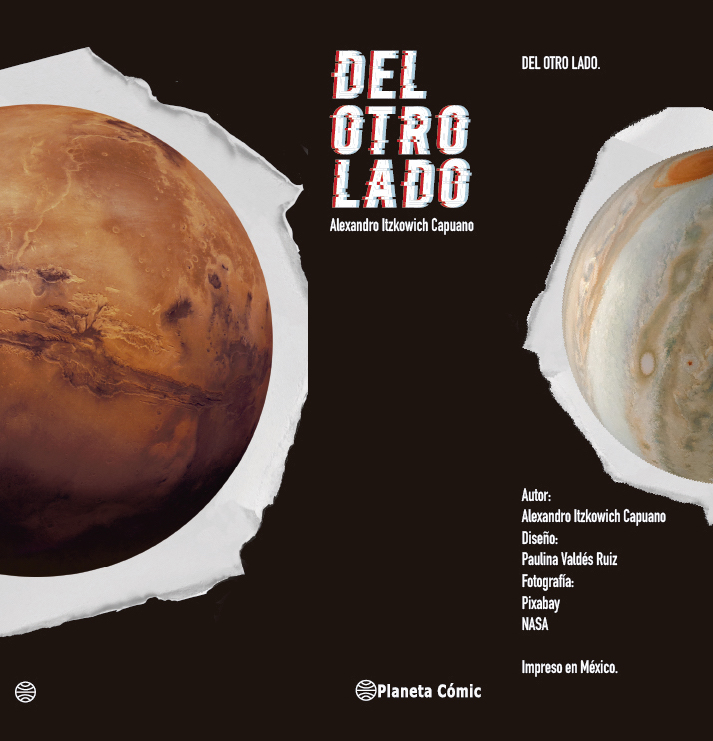 DEL
OTRO
LADO
Alexandro Itzkowich Capuano
Planeta Cómic
DEL OTRO LADO.
Autor:
Alexandro Itzkowich Capuano
Diseño:
Paulina Valdés Ruiz
Fotografía:
Pixabay
NASA
Impreso en México.